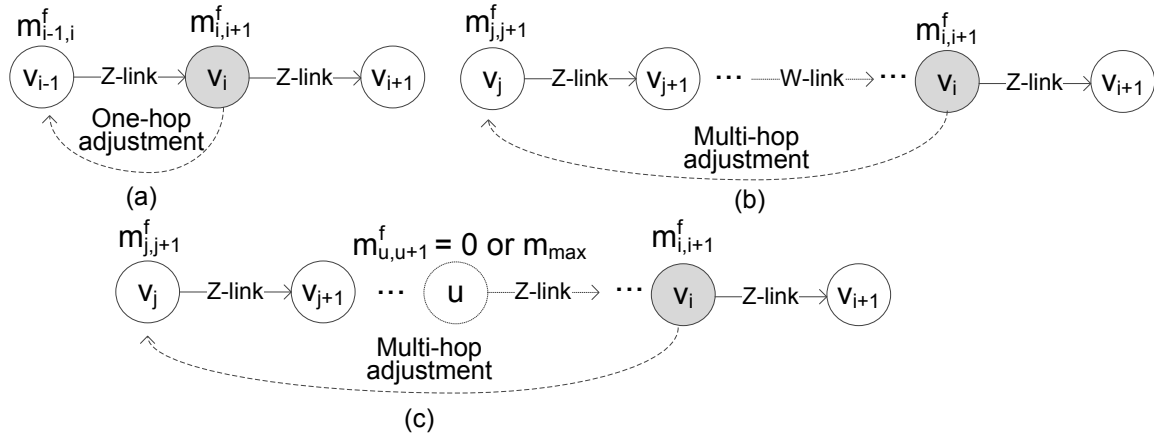 m^f_{i-1,i} m^f_{i,i+1}
v_{i-1} Z-link v_i Z-link v_{i+1}
One-hop
adjustment
(a)
m^f_{j,j+1} m^f_{i,i+1}
v_j Z-link v_{j+1} ··· W-link ··· v_i Z-link v_{i+1}
Multi-hop
adjustment
(b)
m^f_{j,j+1} m^f_{u,u+1} = 0 or m_{max} m^f_{i,i+1}
v_j Z-link v_{j+1} ··· u Z-link ··· v_i Z-link v_{i+1}
Multi-hop
adjustment
(c)